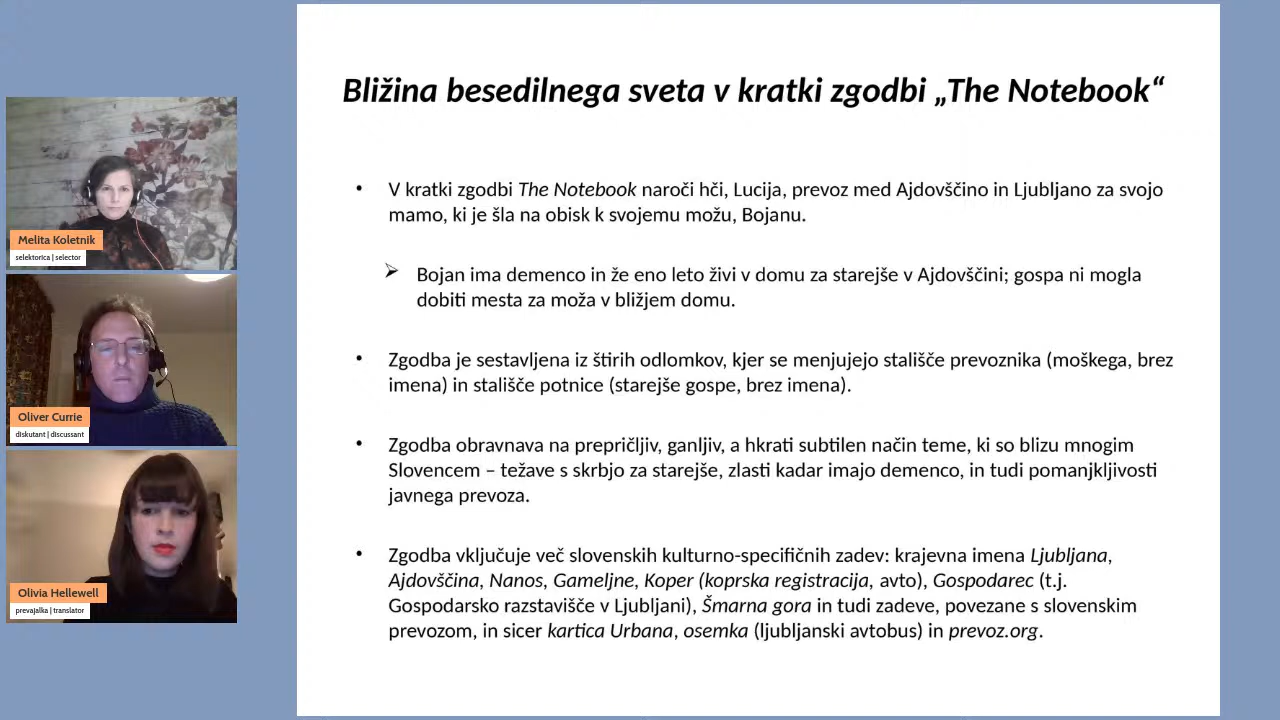 Bližina besedilnega sveta v kratki zgodbi „The Notebook“
• V kratki zgodbi The Notebook naroči hči, Lucija, prevoz med Ajdovščino in Ljubljano za svojo
mamo, ki je šla na obisk k svojemu možu, Bojanu.
➢ Bojan ima demenco in že eno leto živi v domu za starejše v Ajdovščini; gospa ni mogla
dobiti mesta za moža v bližjem domu.
• Zgodba je sestavljena iz štirih odlomkov, kjer se menjujejo stališče prevoznika (moškega, brez
imena) in stališče potnice (starejše gospe, brez imena).
• Zgodba obravnava na prepričljiv, ganljiv, a hkrati subtilen način teme, ki so blizu mnogim
Slovencem – težave s skrbjo za starejše, zlasti kadar imajo demenco, in tudi pomanjkljivosti
javnega prevoza.
• Zgodba vključuje več slovenskih kulturno-specifičnih zadev: krajevna imena Ljubljana,
Ajdovščina, Nanos, Gameljne, Koper (koprska registracija, avto), Gospodarec (t.j.
Gospodarsko razstavišče v Ljubljani), Šmarna gora in tudi zadeve, povezane s slovenskim
prevozom, in sicer kartica Urbana, osemka (ljubljanski avtobus) in prevoz.org.
Melita Koletnik
selektorica | selector
Oliver Currie
diskutant | discussant
Olivia Hellewell
prevajalka | translator